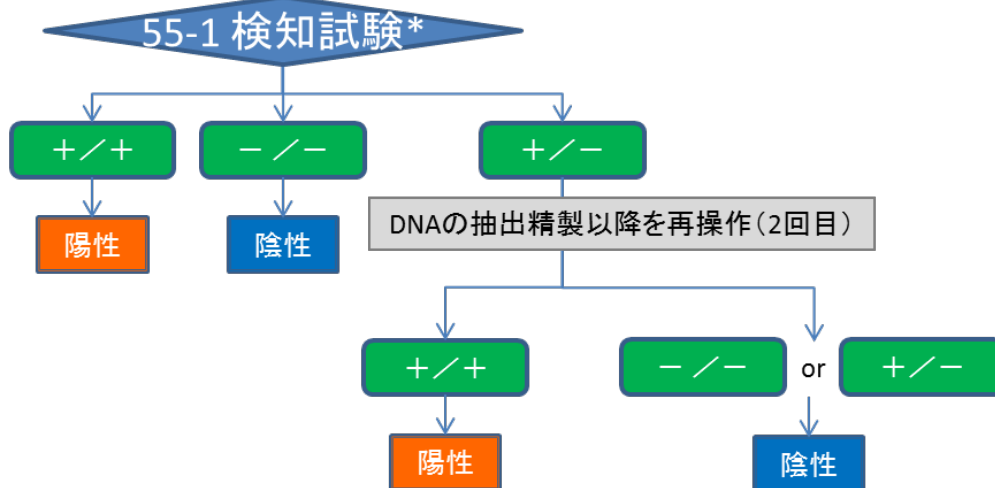 55-1 検知試験*
＋／＋
－／－
＋／－
陽性
陰性
DNAの抽出精製以降を再操作（2回目）
＋／＋
－／－
or
＋／－
陽性
陰性